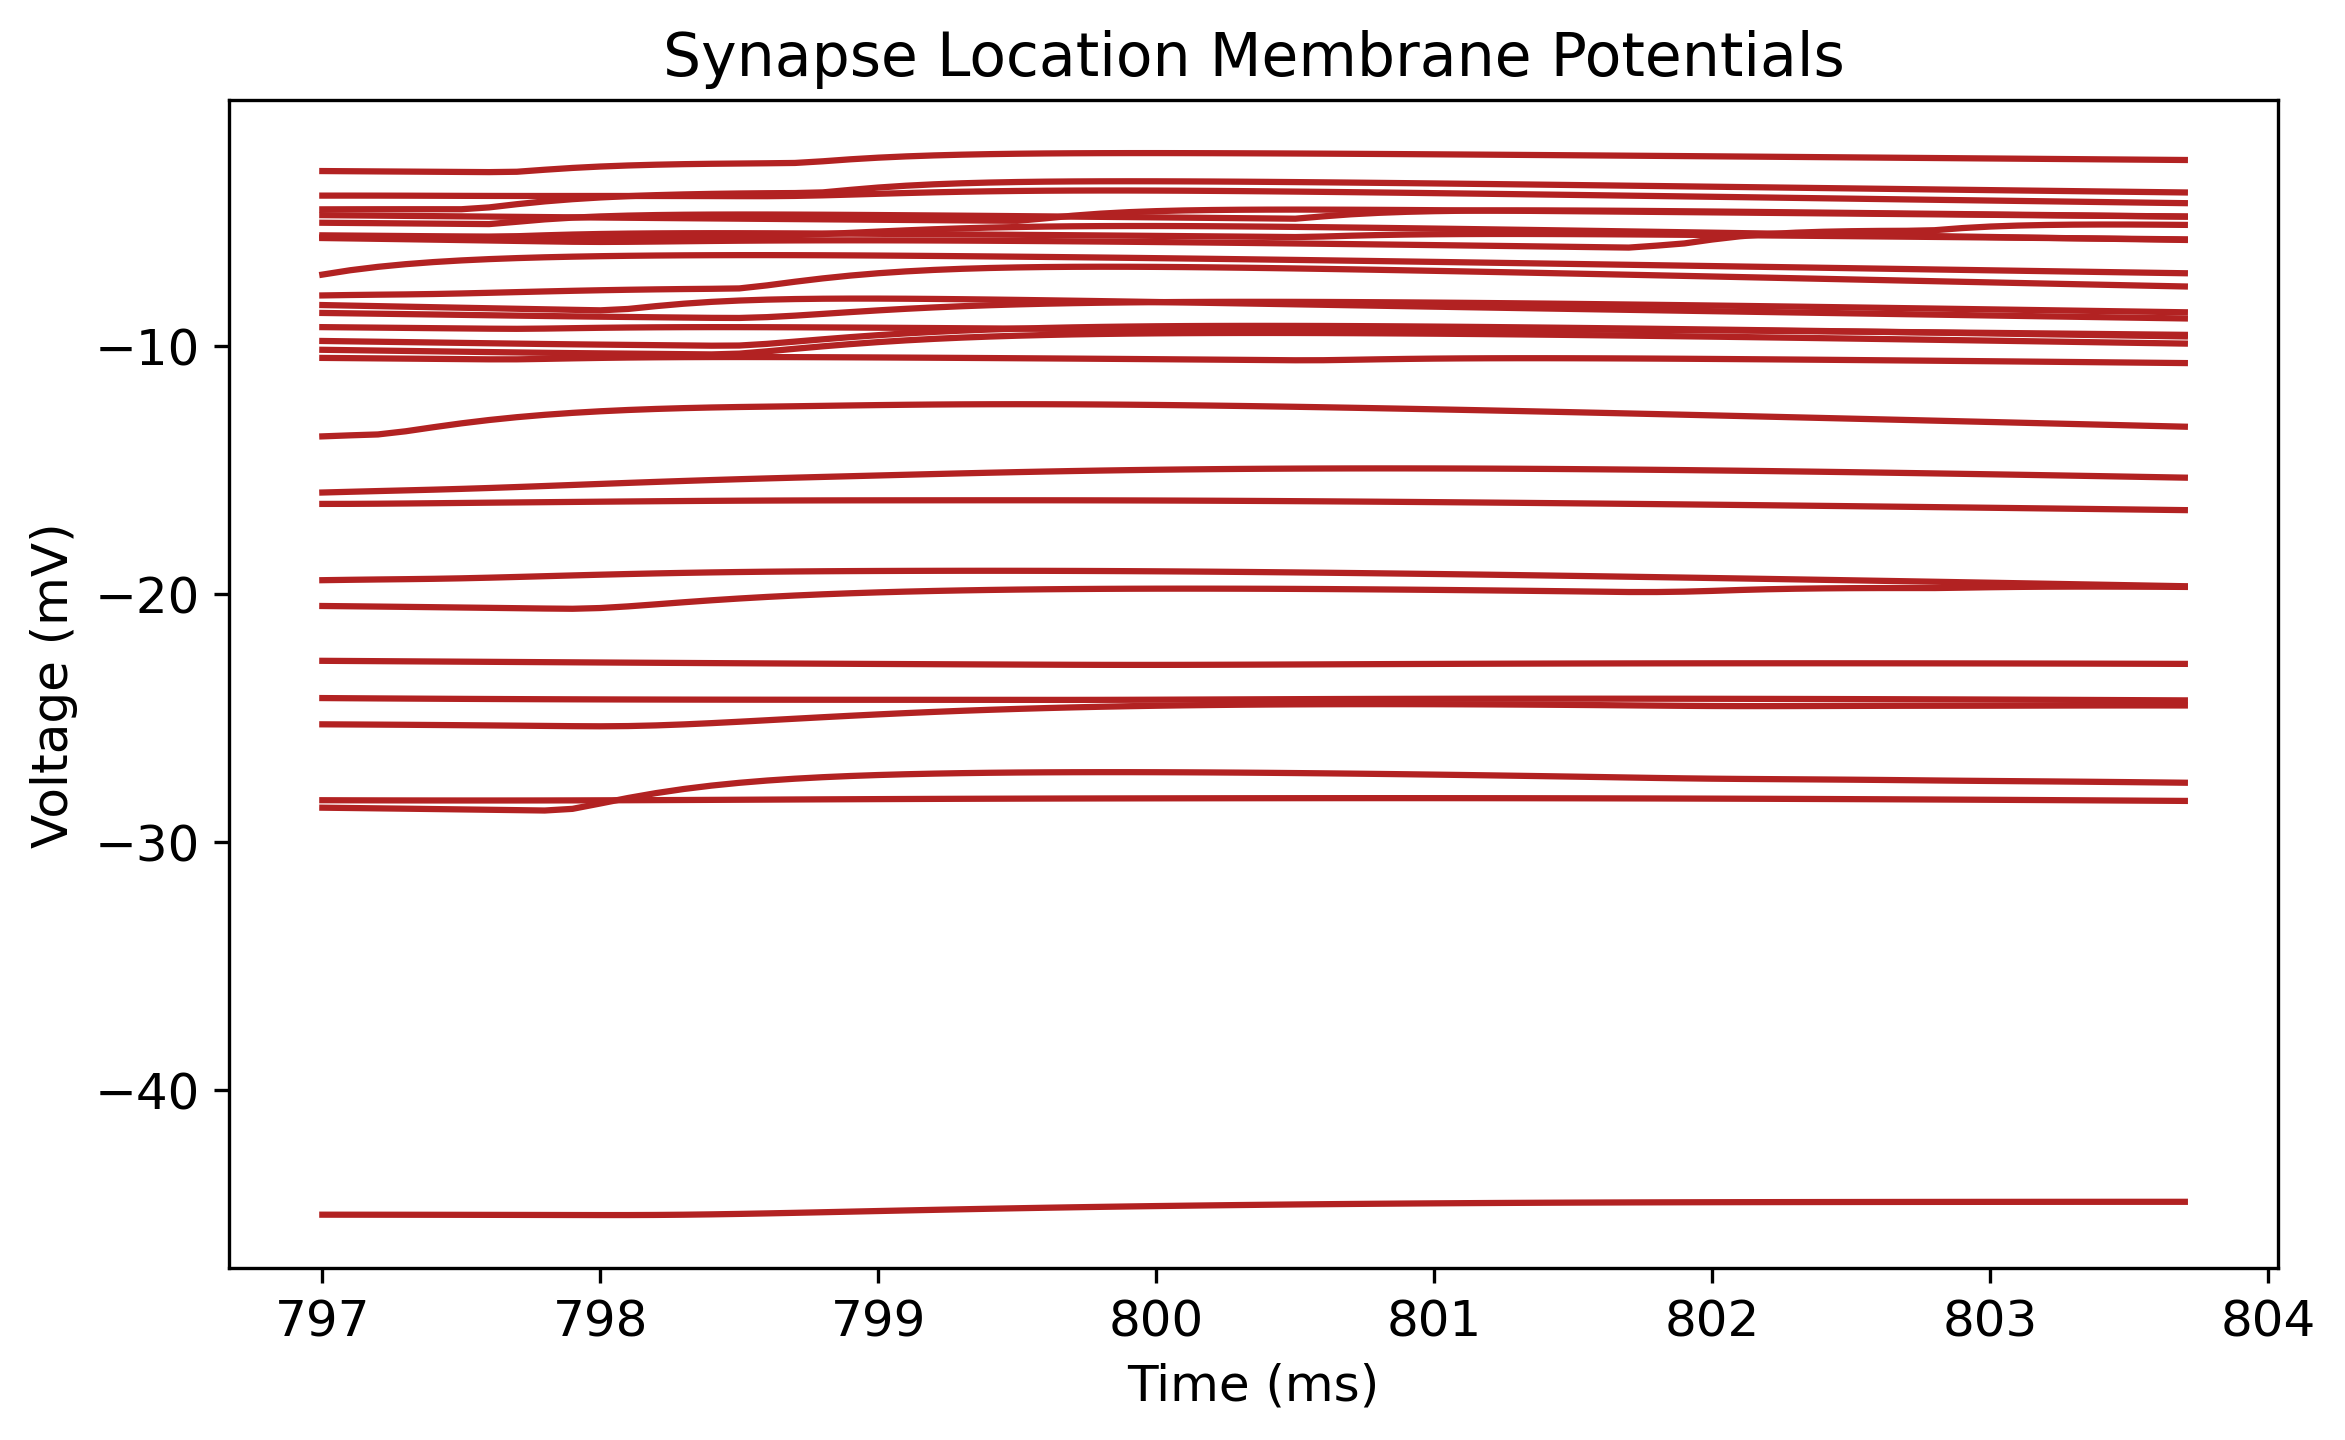 Synapse Location Membrane Potentials
Voltage (mV)
−10
−20
−30
−40
797 798 799 800 801 802 803 804
Time (ms)